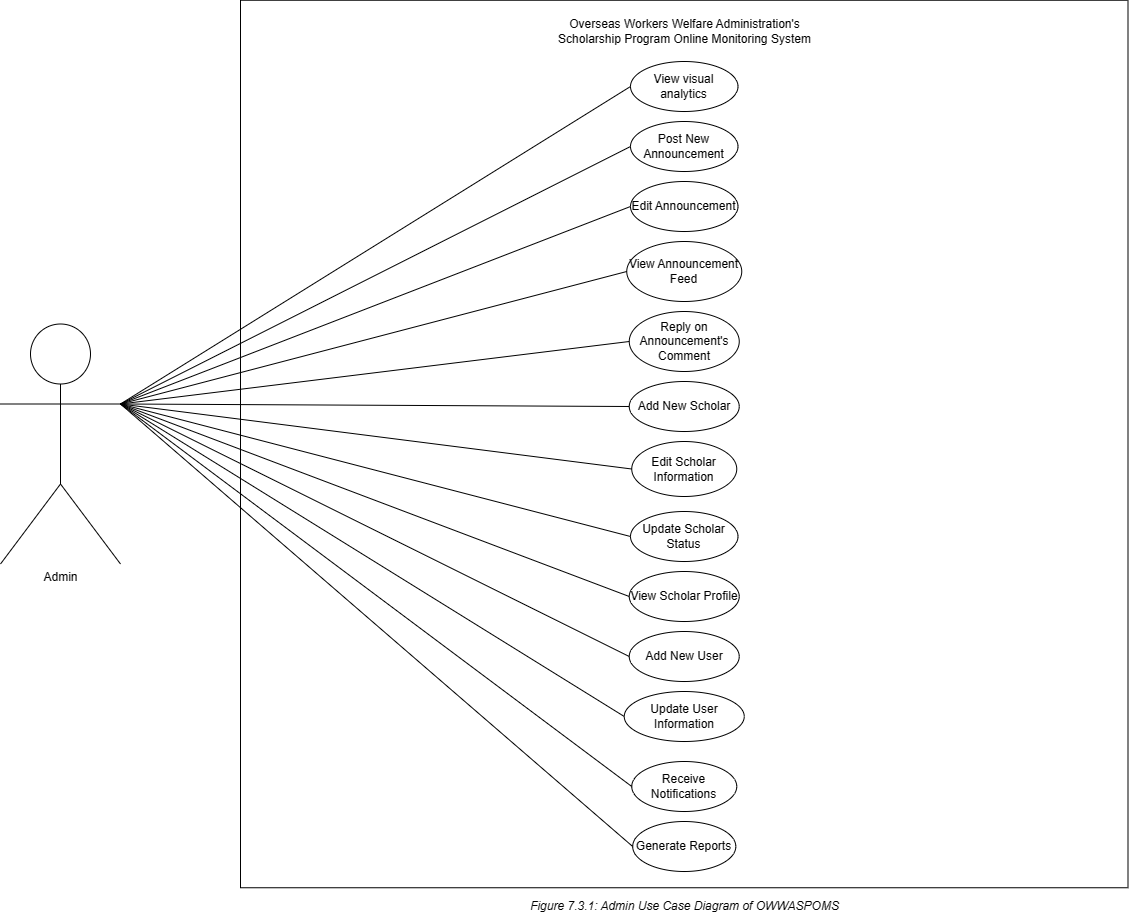 Overseas Workers Welfare Administration's
Scholarship Program Online Monitoring System
View visual
analytics
Post New
Announcement
Edit Announcement
View Announcement
Feed
Reply on
Announcement's
Comment
Add New Scholar
Edit Scholar
Information
Update Scholar
Status
View Scholar Profile
Add New User
Update User
Information
Receive
Notifications
Generate Reports
Admin
Figure 7.3.1: Admin Use Case Diagram of OWWASPOMS